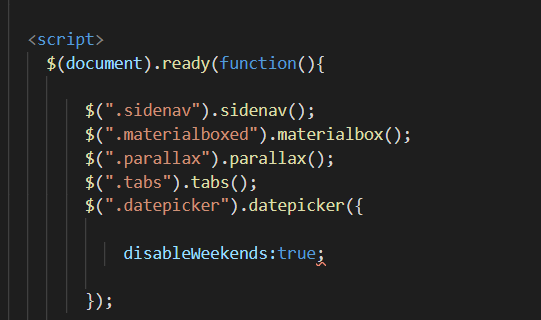 <script>
$(document).ready(function(){
$(".sidenav").sidenav();
$(".materialboxed").materialbox();
$(".parallax").parallax();
$(".tabs").tabs();
$(".datepicker").datepicker({
disableWeekends:true;
});